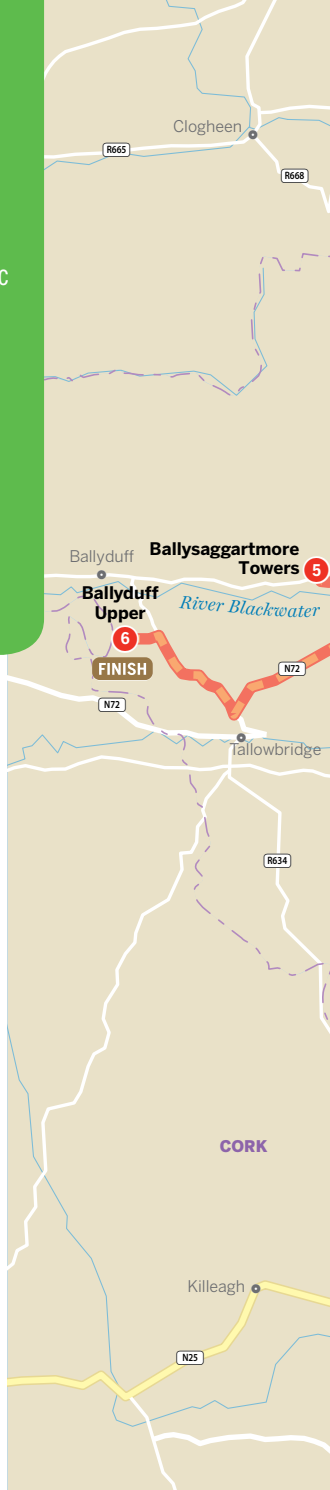 Clogheen
R665
R668
C
Ballyduff
Ballysaggartmore
Towers
5
Ballyduff
Upper
River Blackwater
6
FINISH
N72
N72
Tallowbridge
R634
CORK
Killeagh
N25